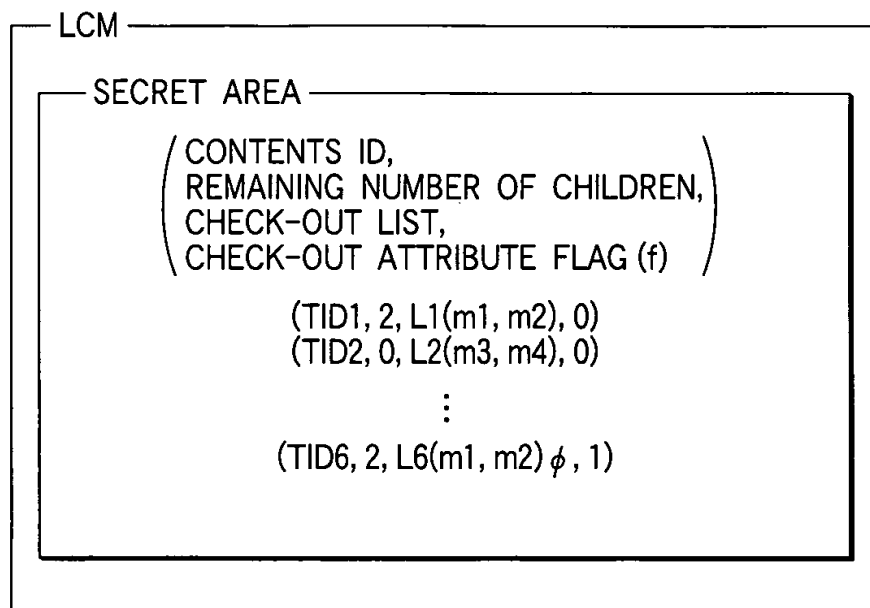 LCM
SECRET AREA
CONTENTS ID,
REMAINING NUMBER OF CHILDREN,
CHECK-OUT LIST,
CHECK-OUT ATTRIBUTE FLAG (f)
(TID1, 2, L1(m1, m2), 0)
(TID2, 0, L2(m3, m4), 0)
⋮
(TID6, 2, L6(m1, m2) ϕ, 1)